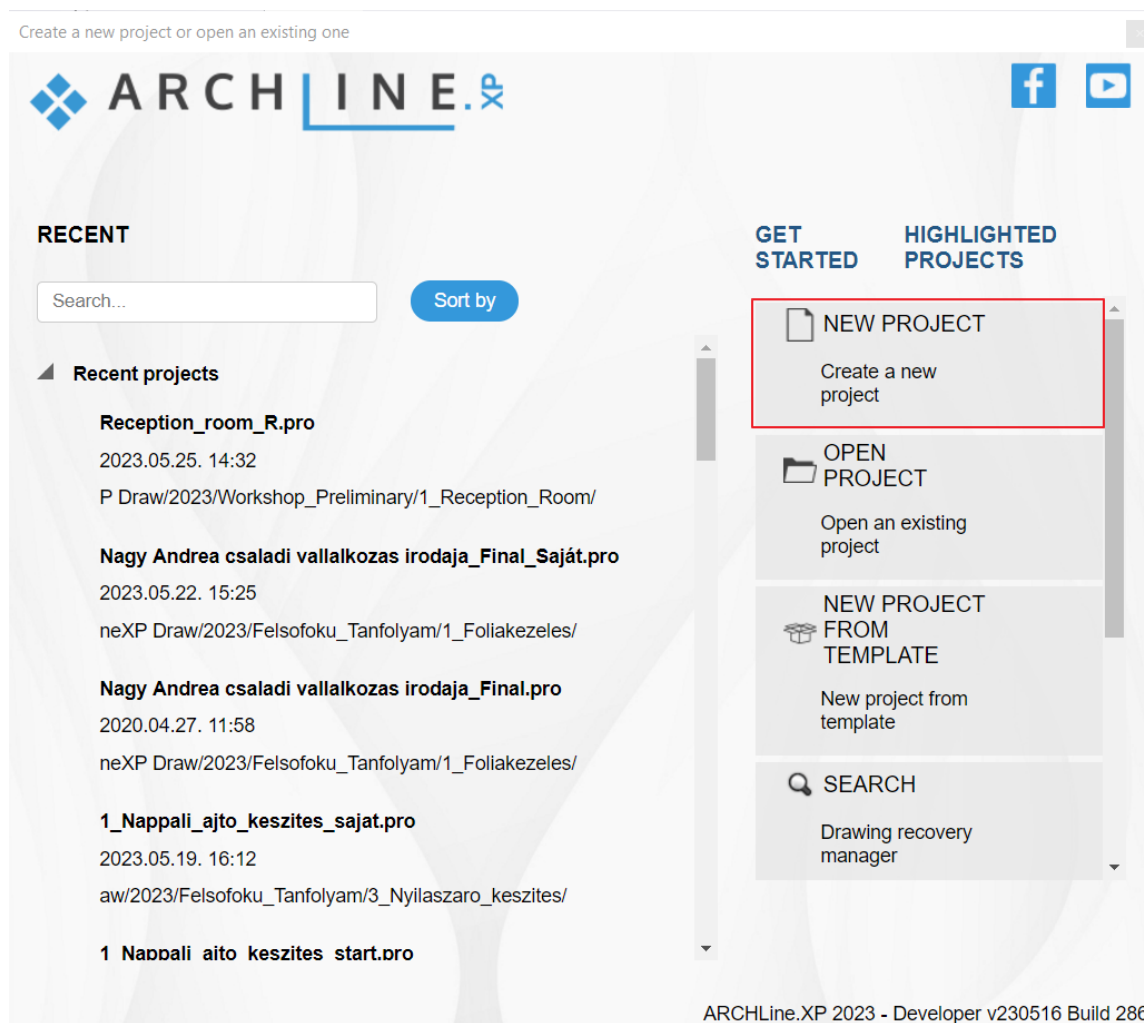 Create a new project or open an existing one
ARCHLINE.XP
RECENT
Search...
Sort by
Recent projects
Reception_room_R.pro
2023.05.25. 14:32
P Draw/2023/Workshop_Preliminary/1_Reception_Room/
Nagy Andrea csaladi vallalkozas irodaja_Final_Saját.pro
2023.05.22. 15:25
neXP Draw/2023/Felsofoku_Tanfolyam/1_Foliakezeles/
Nagy Andrea csaladi vallalkozas irodaja_Final.pro
2020.04.27. 11:58
neXP Draw/2023/Felsofoku_Tanfolyam/1_Foliakezeles/
1_Nappali_ajto_keszites_sajat.pro
2023.05.19. 16:12
aw/2023/Felsofoku_Tanfolyam/3_Nyilaszaro_keszites/
1_Nappali_ajto_keszites_start.pro
GET
STARTED
HIGHLIGHTED
PROJECTS
NEW PROJECT
Create a new
project
OPEN
PROJECT
Open an existing
project
NEW PROJECT
FROM
TEMPLATE
New project from
template
SEARCH
Drawing recovery
manager
ARCHLine.XP 2023 - Developer v230516 Build 286